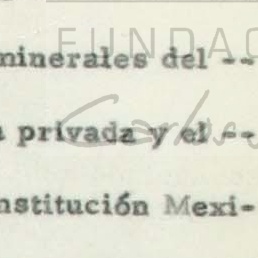 FUNDAC
minerales del --
a privada y el --
nstitución Mexi-